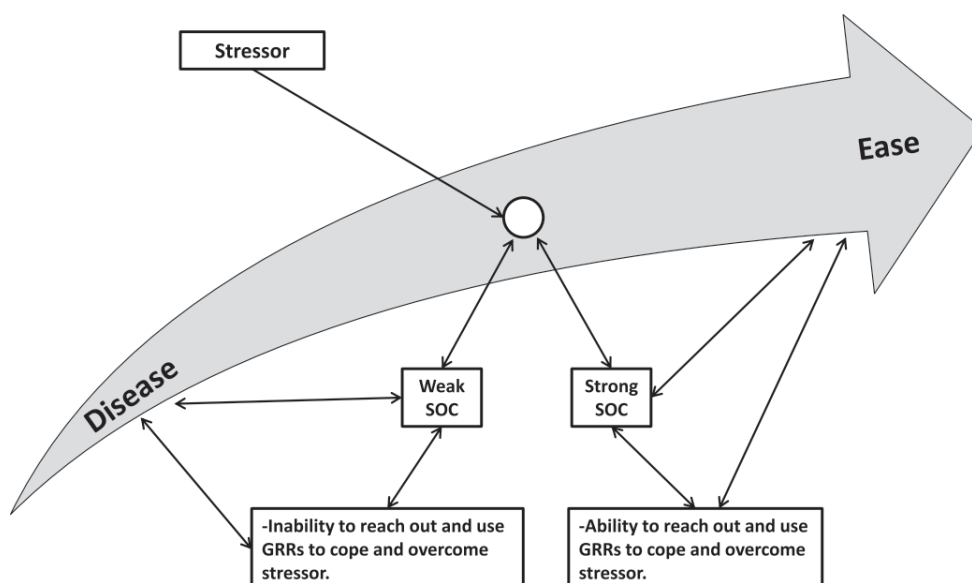 Stressor
Ease
Disease
Weak
SOC
Strong
SOC
-Inability to reach out and use
GRRs to cope and overcome
stressor.
-Ability to reach out and use
GRRs to cope and overcome
stressor.